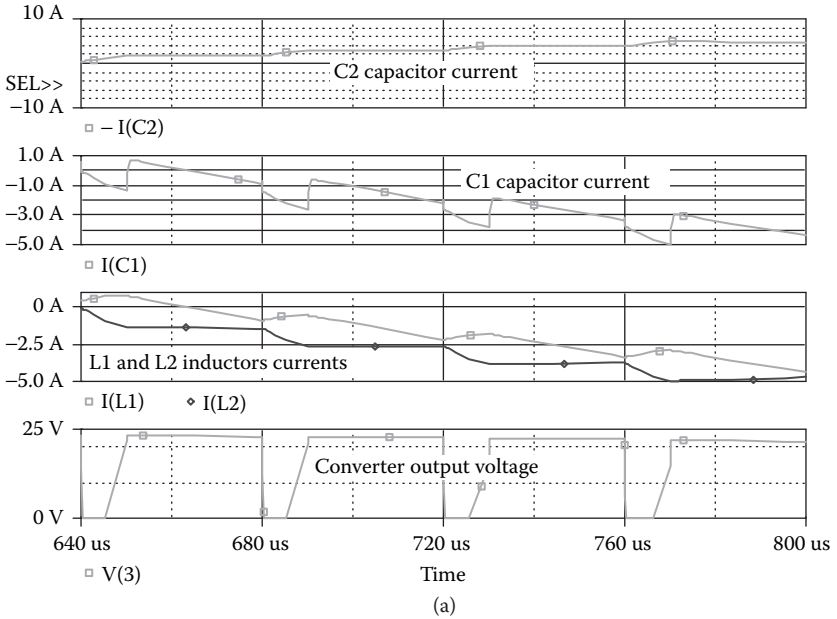 10 A
C2 capacitor current
SEL>>
−10 A
− I(C2)
1.0 A
−1.0 A
C1 capacitor current
−3.0 A
−5.0 A
I(C1)
0 A
−2.5 A
L1 and L2 inductors currents
−5.0 A
I(L1) I(L2)
25 V
Converter output voltage
0 V
640 us 680 us 720 us 760 us 800 us
V(3) Time
(a)